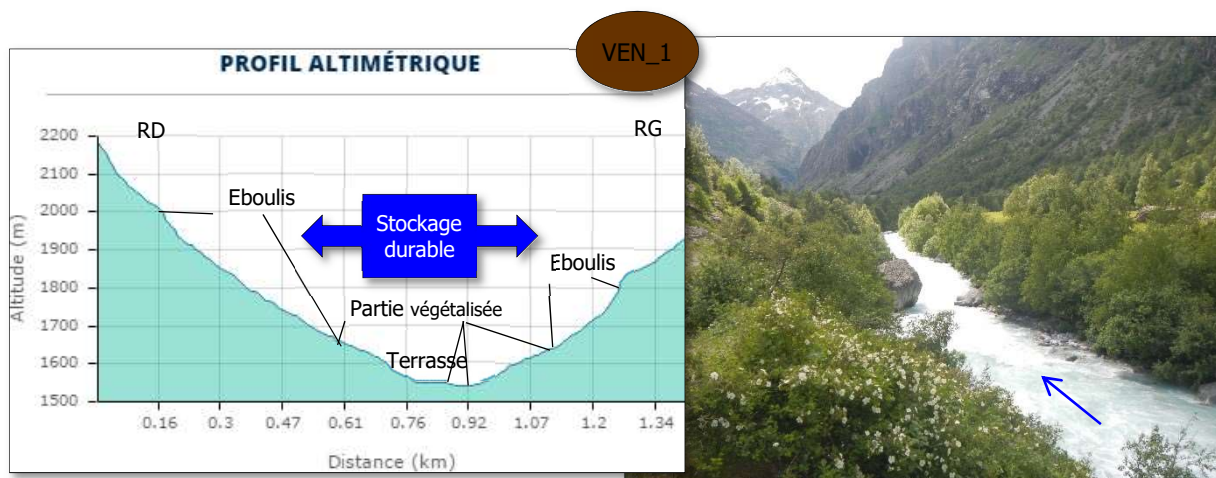 VEN_1
PROFIL ALTIMÉTRIQUE
2200
2100
2000
1900
1800
1700
1600
1500
Altitude (m)
RD
RG
Eboulis
Stockage
durable
Eboulis
Partie végétalisée
Terrasse
0.16 0.3 0.47 0.61 0.76 0.92 1.07 1.2 1.34
Distance (km)